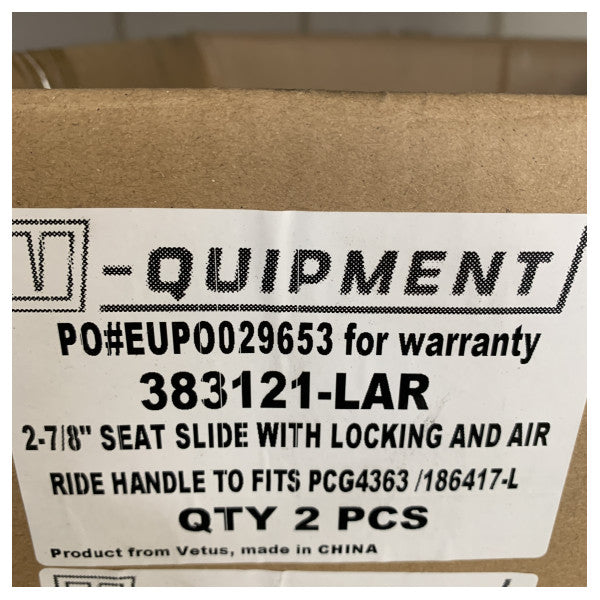 V-QUIPMENT
PO#EUPO029653 for warranty
383121-LAR
2-7/8" SEAT SLIDE WITH LOCKING AND AIR
RIDE HANDLE TO FITS PCG4363 /186417-L
QTY 2 PCS
Product from Vetus, made in CHINA